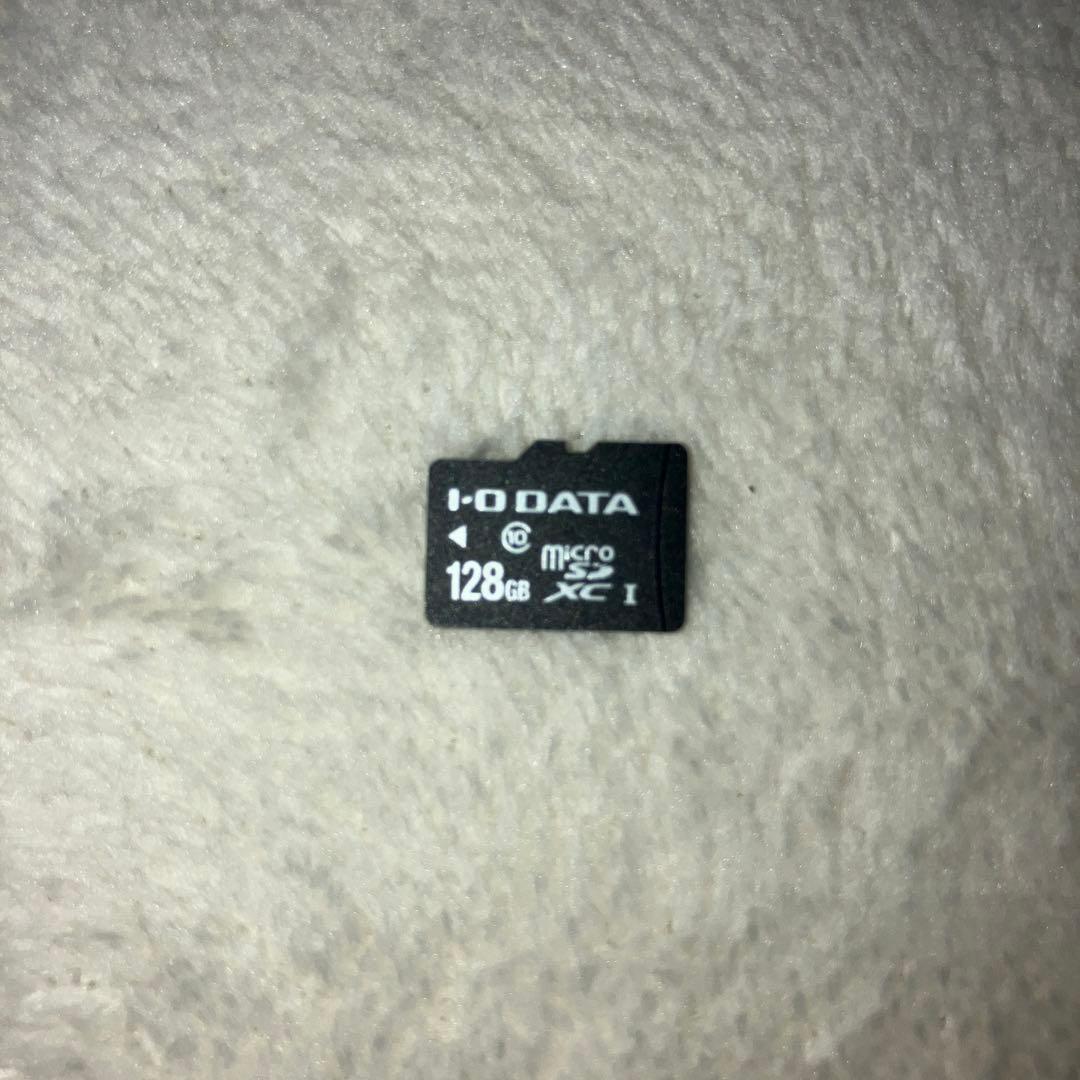 I-O DATA
10
micro
SD
128GB XC I